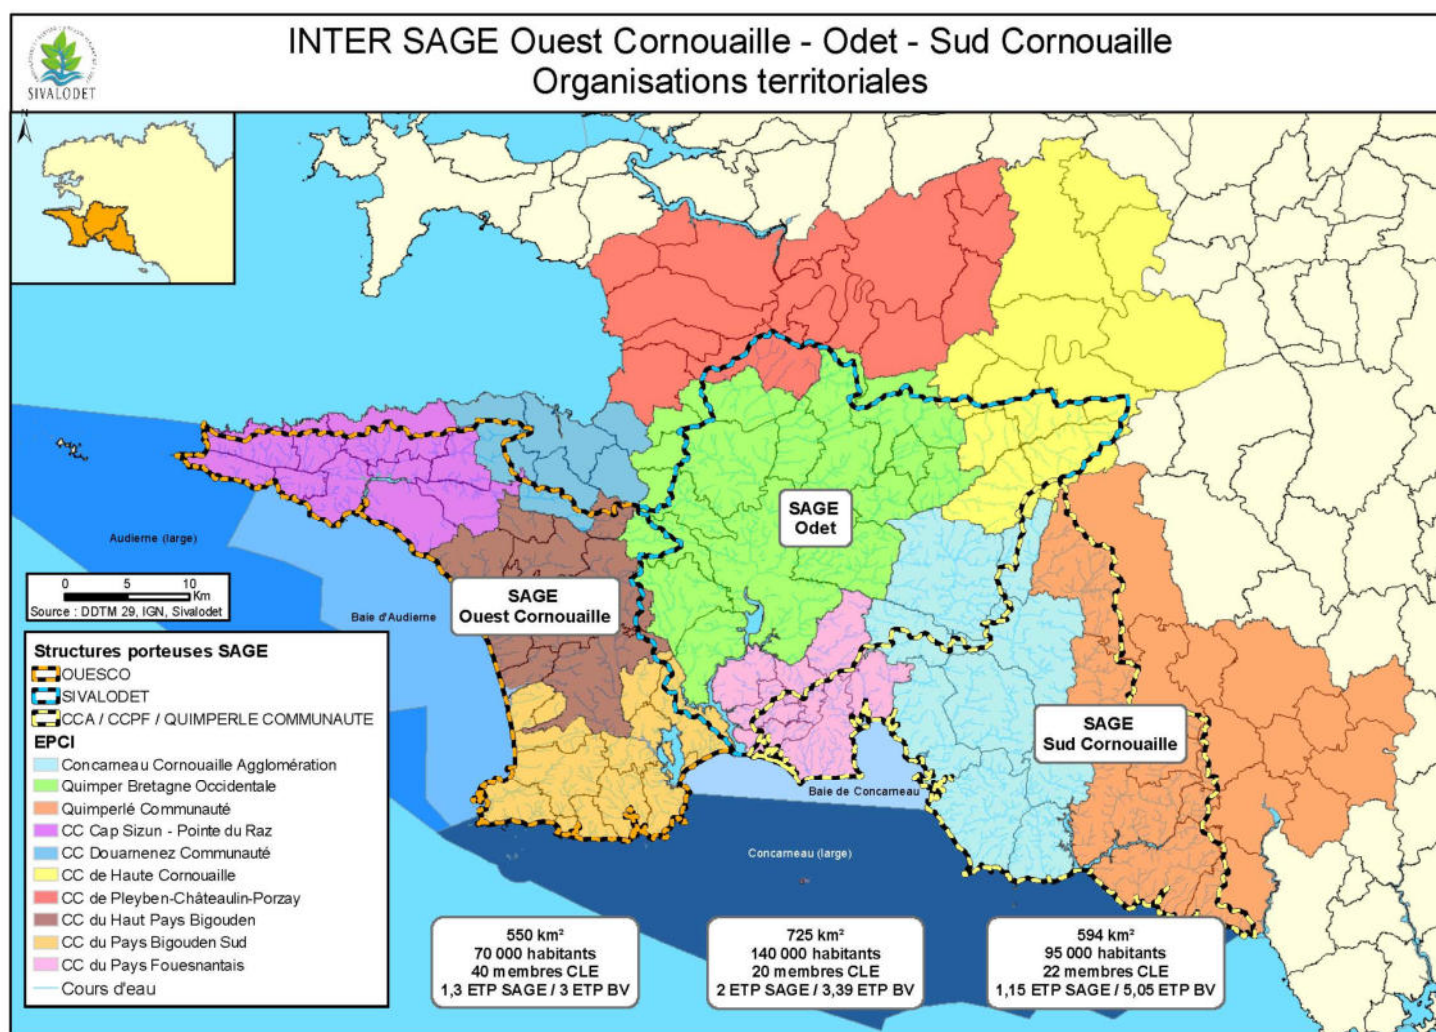 INTER SAGE Ouest Cornouaille - Odet - Sud Cornouaille
Organisations territoriales
SIVALODET
N
SAGE
Odet
SAGE
Ouest Cornouaille
SAGE
Sud Cornouaille
Audierne (large)
Baie d'Audierne
Baie de Concarneau
Concarneau (large)
0 5 10
Km
Source : DDTM 29, IGN, Sivalodet
Structures porteuses SAGE
OUESCO
SIVALODET
CCA / CCPF / QUIMPERLE COMMUNAUTE
EPCI
Concarneau Cornouaille Agglomération
Quimper Bretagne Occidentale
Quimperlé Communauté
CC Cap Sizun - Pointe du Raz
CC Douarnenez Communauté
CC de Haute Cornouaille
CC de Pleyben-Châteaulin-Porzay
CC du Haut Pays Bigouden
CC du Pays Bigouden Sud
CC du Pays Fouesnantais
Cours d'eau
550 km²
70 000 habitants
40 membres CLE
1,3 ETP SAGE / 3 ETP BV
725 km²
140 000 habitants
20 membres CLE
2 ETP SAGE / 3,39 ETP BV
594 km²
95 000 habitants
22 membres CLE
1,15 ETP SAGE / 5,05 ETP BV